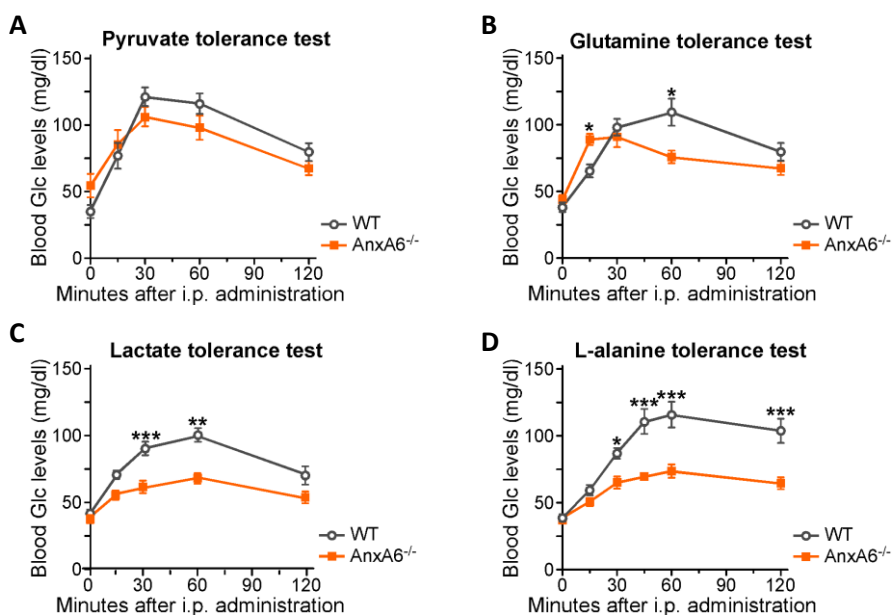 A
Pyruvate tolerance test
Blood Glc levels (mg/dl)
150
100
50
0
0 30 60 90 120
Minutes after i.p. administration
WT
AnxA6-/-
B
Glutamine tolerance test
Blood Glc levels (mg/dl)
150
100
50
0
* *
0 30 60 90 120
Minutes after i.p. administration
WT
AnxA6-/-
C
Lactate tolerance test
Blood Glc levels (mg/dl)
150
100
50
0
*** **
0 30 60 90 120
Minutes after i.p. administration
WT
AnxA6-/-
D
L-alanine tolerance test
Blood Glc levels (mg/dl)
150
100
50
0
* *** *** ***
0 30 60 90 120
Minutes after i.p. administration
WT
AnxA6-/-